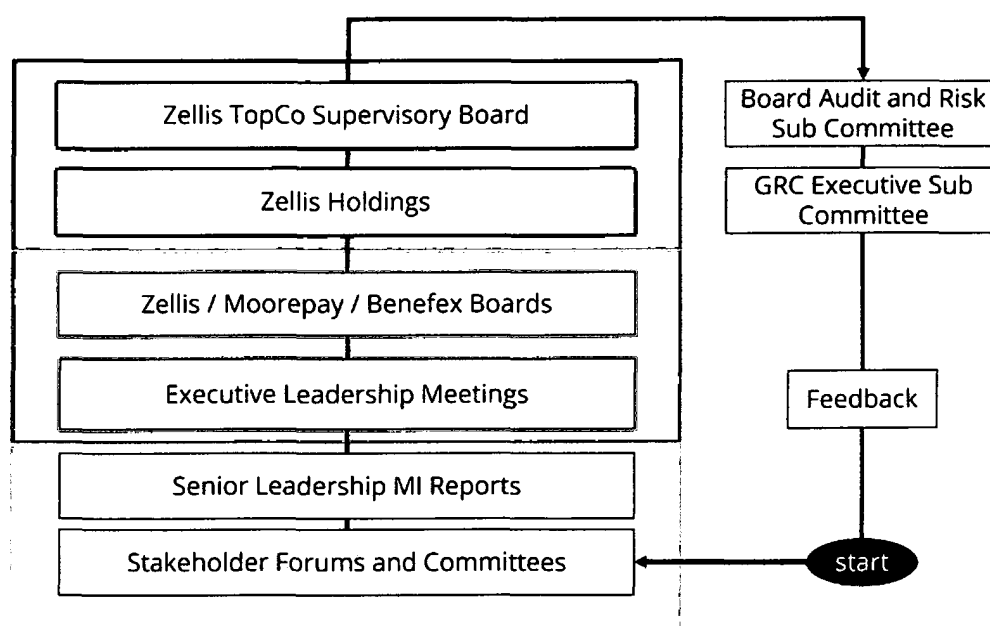 Zellis TopCo Supervisory Board
Zellis Holdings
Zellis / Moorepay / Benefex Boards
Executive Leadership Meetings
Senior Leadership MI Reports
Stakeholder Forums and Committees
Board Audit and Risk
Sub Committee
GRC Executive Sub
Committee
Feedback
start